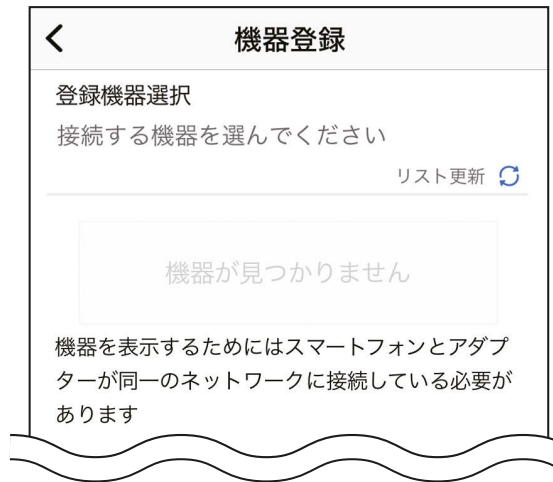 機器登録
登録機器選択
接続する機器を選んでください
リスト更新
機器が見つかりません
機器を表示するためにはスマートフォンとアダプ
ターが同一のネットワークに接続している必要が
あります